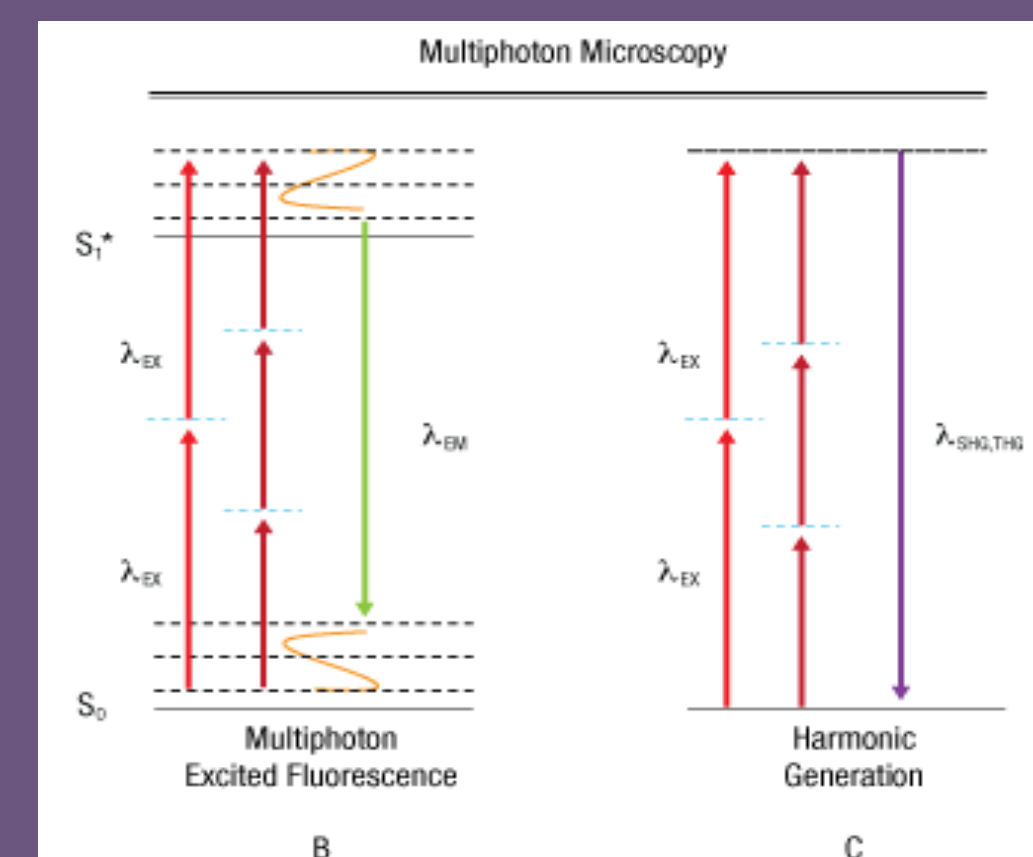 Multiphoton Microscopy
S₁*
λEX
λEM
λEX
S₀
Multiphoton
Excited Fluorescence
B
λEX
λSHG,THG
λEX
Harmonic
Generation
C